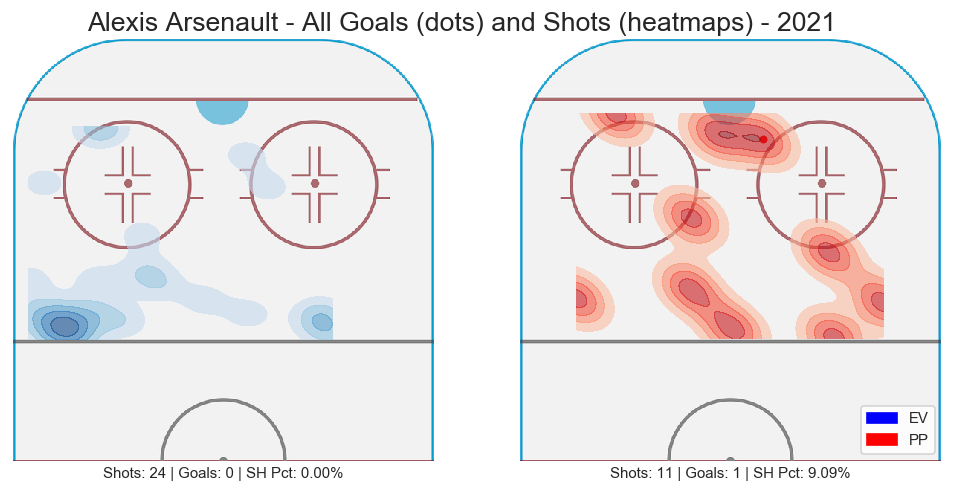 Alexis Arsenault - All Goals (dots) and Shots (heatmaps) - 2021
EV
PP
Shots: 24 | Goals: 0 | SH Pct: 0.00%
Shots: 11 | Goals: 1 | SH Pct: 9.09%